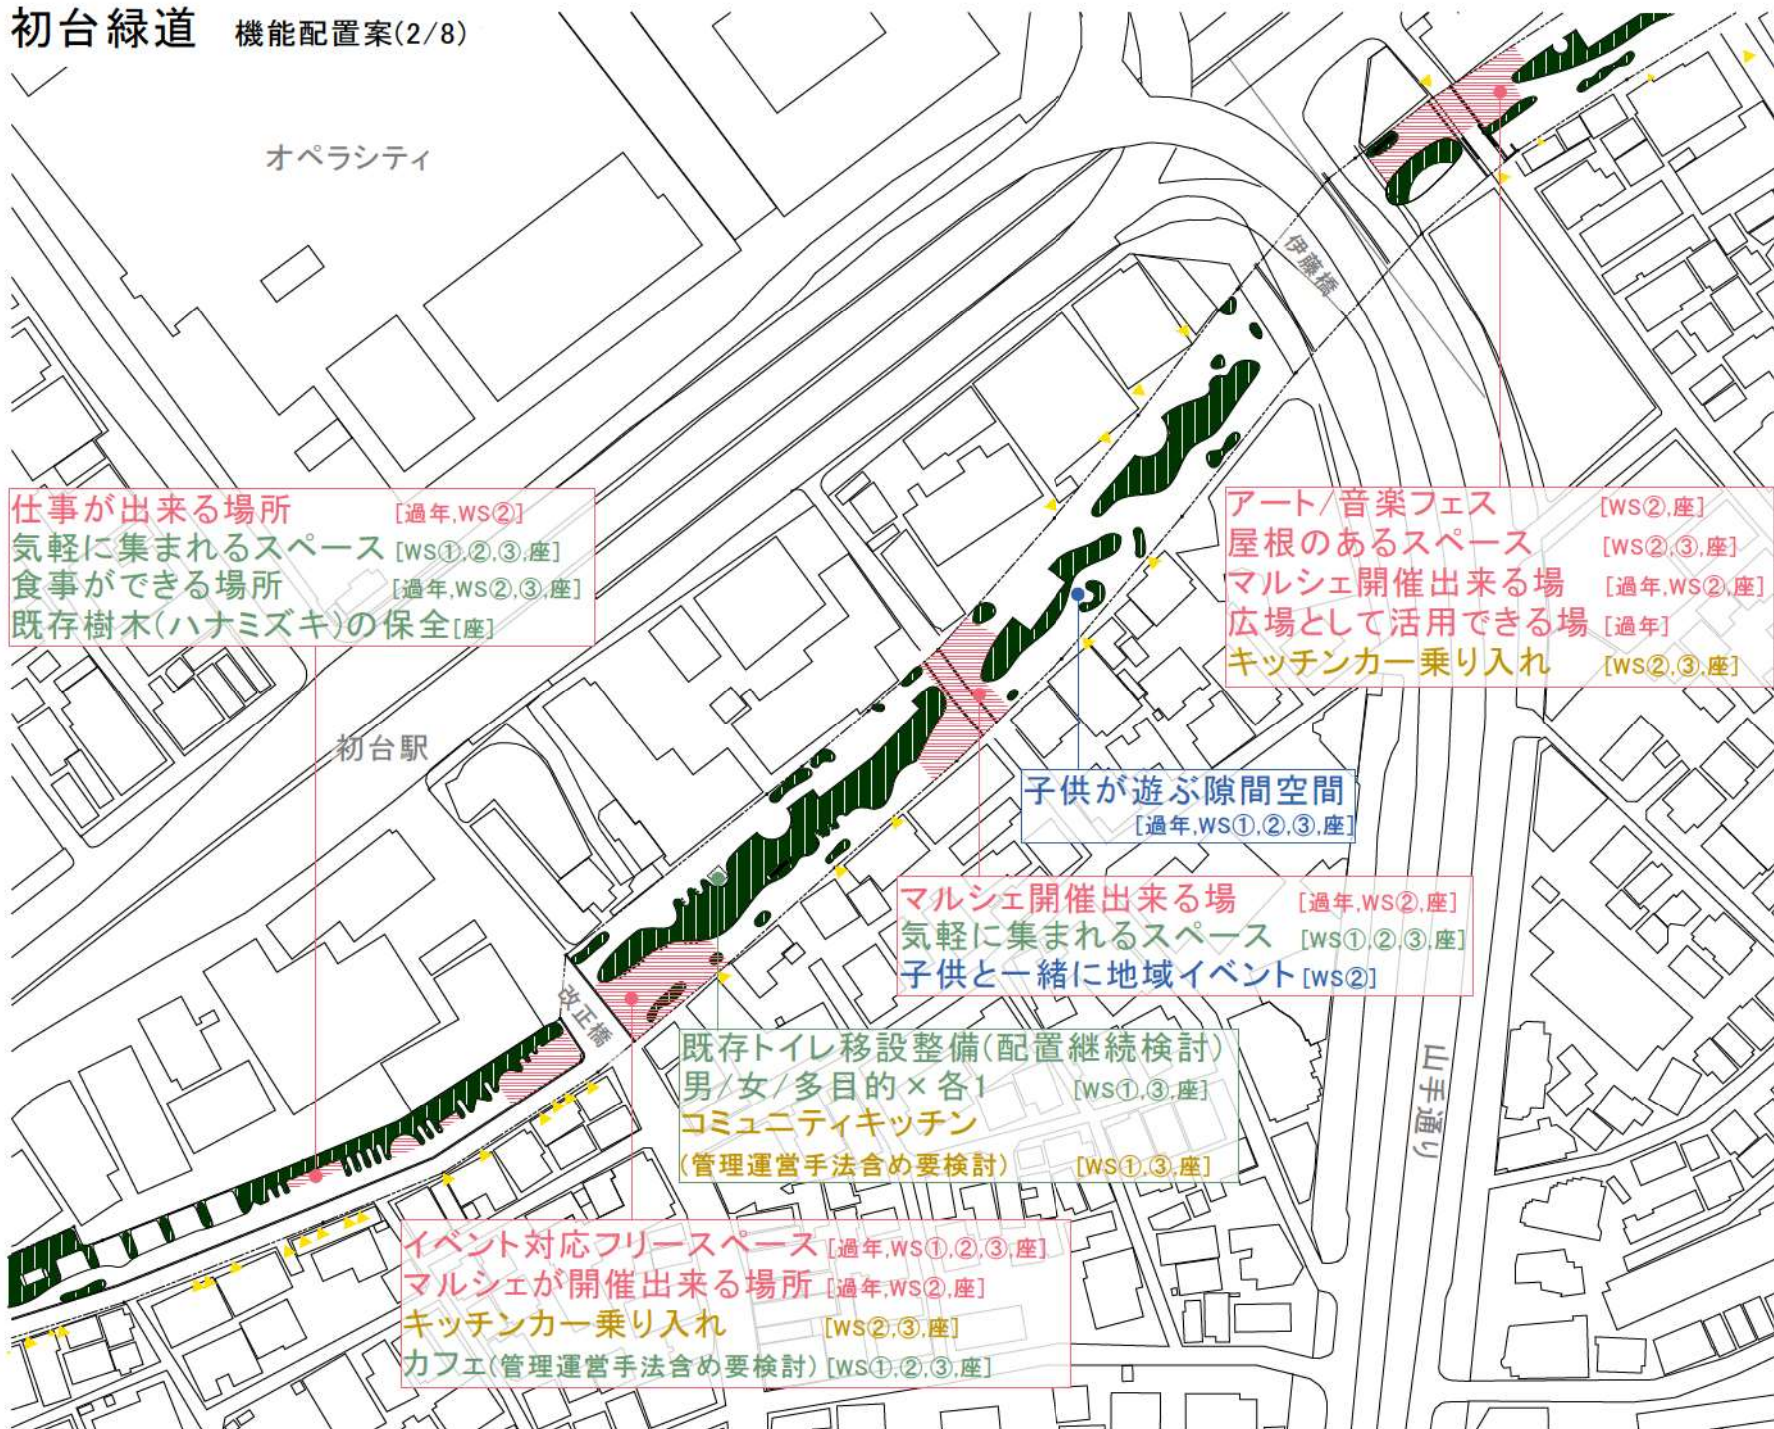 初台緑道 機能配置案(2/8)
オペラシティ
伊藤橋
仕事が出来る場所 [過年,WS②]
気軽に集まれるスペース [WS①,②,③,座]
食事ができる場所 [過年,WS②,③,座]
既存樹木(ハナミズキ)の保全[座]
アート/音楽フェス [WS②,座]
屋根のあるスペース [WS②,③,座]
マルシェ開催出来る場 [過年,WS②,座]
広場として活用できる場 [過年]
キッチンカー乗り入れ [WS②,③,座]
初台駅
子供が遊ぶ隙間空間
[過年,WS①,②,③,座]
マルシェ開催出来る場 [過年,WS②,座]
気軽に集まれるスペース [WS①,②,③,座]
子供と一緒に地域イベント[WS②]
改正橋
既存トイレ移設整備(配置継続検討)
男/女/多目的×各1 [WS①,③,座]
コミュニティキッチン
(管理運営手法含め要検討) [WS①,③,座]
山手通り
イベント対応フリースペース [過年,WS①,②,③,座]
マルシェが開催出来る場所 [過年,WS②,座]
キッチンカー乗り入れ [WS②,③,座]
カフェ(管理運営手法含め要検討) [WS①,②,③,座]